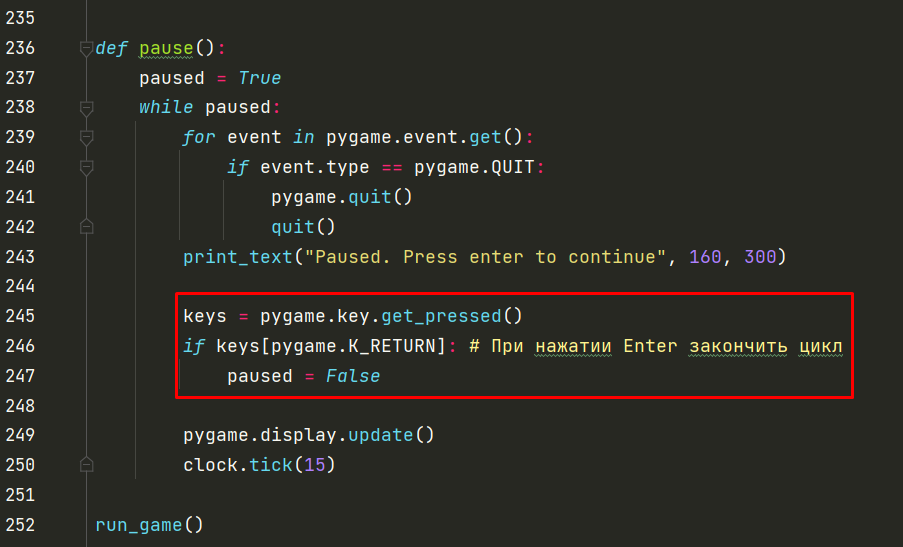 235
236 def pause():
237     paused = True
238     while paused:
239         for event in pygame.event.get():
240             if event.type == pygame.QUIT:
241                 pygame.quit()
242                 quit()
243         print_text("Paused. Press enter to continue", 160, 300)
244
245         keys = pygame.key.get_pressed()
246         if keys[pygame.K_RETURN]: # При нажатии Enter закончить цикл
247             paused = False
248
249         pygame.display.update()
250         clock.tick(15)
251
252 run_game()